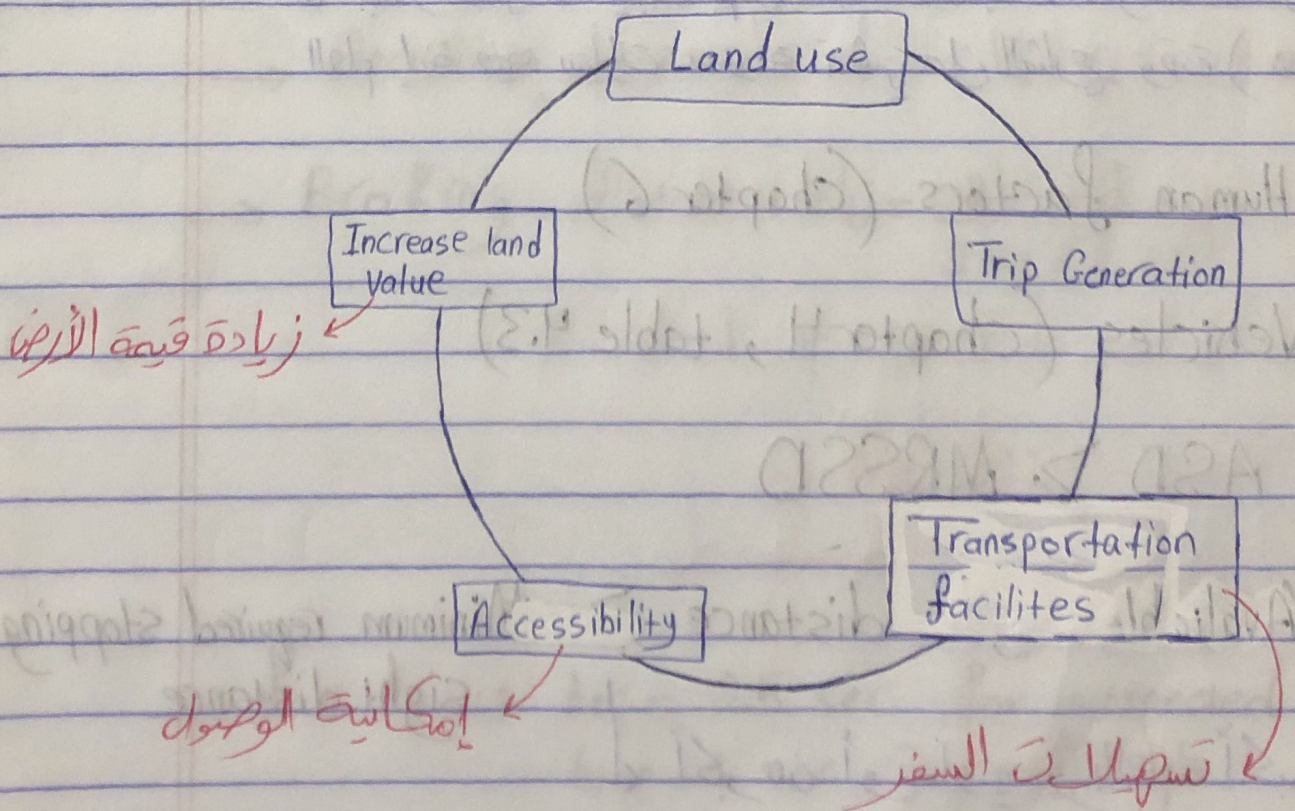 Land use
Increase land
value
Trip Generation
زيادة قيمة الأرض
Transportation
facilites
Accessibility
إمكانية الوصول
تسهيلات السفر